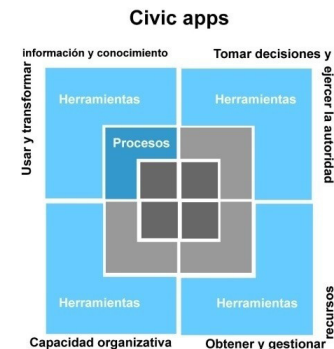 Civic apps
información y conocimiento
Usar y transformar
Tomar decisiones y
ejercer la autoridad
Herramientas
Herramientas
Procesos
Herramientas
Herramientas
Capacidad organizativa
Obtener y gestionar
recursos